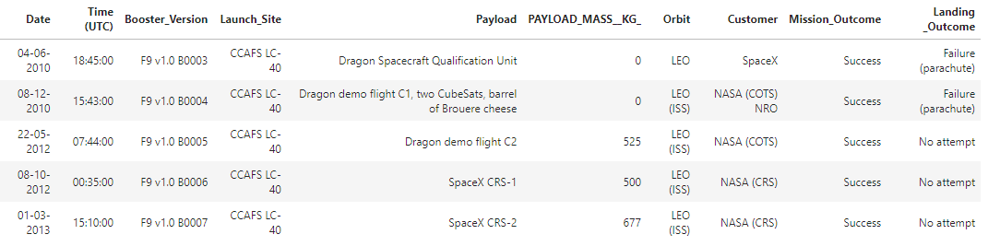 Date Time (UTC) Booster_Version Launch_Site Payload PAYLOAD_MASS__KG_ Orbit Customer Mission_Outcome Landing _Outcome
04-06-2010 18:45:00 F9 v1.0 B0003 CCAFS LC-40 Dragon Spacecraft Qualification Unit 0 LEO SpaceX Success Failure (parachute)
08-12-2010 15:43:00 F9 v1.0 B0004 CCAFS LC-40 Dragon demo flight C1, two CubeSats, barrel of Brouere cheese 0 LEO (ISS) NASA (COTS) NRO Success Failure (parachute)
22-05-2012 07:44:00 F9 v1.0 B0005 CCAFS LC-40 Dragon demo flight C2 525 LEO (ISS) NASA (COTS) Success No attempt
08-10-2012 00:35:00 F9 v1.0 B0006 CCAFS LC-40 SpaceX CRS-1 500 LEO (ISS) NASA (CRS) Success No attempt
01-03-2013 15:10:00 F9 v1.0 B0007 CCAFS LC-40 SpaceX CRS-2 677 LEO (ISS) NASA (CRS) Success No attempt